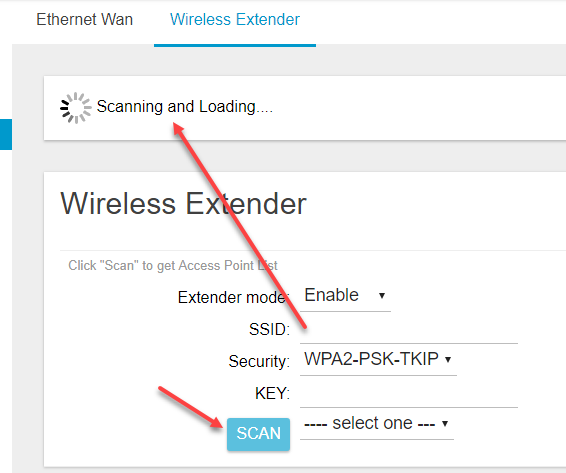 Ethernet Wan Wireless Extender
Scanning and Loading....
Wireless Extender
Click "Scan" to get Access Point List
Extender mode: Enable
SSID:
Security: WPA2-PSK-TKIP
KEY:
SCAN ---- select one ---